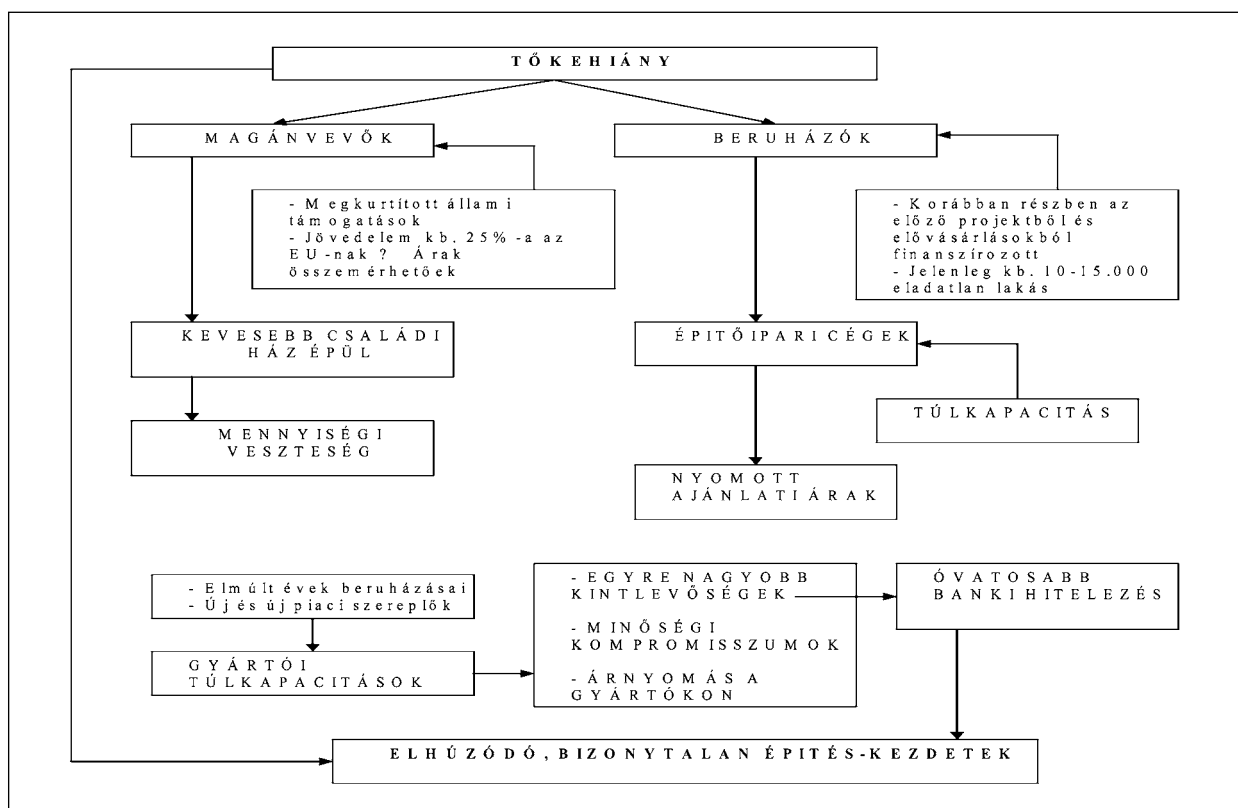 TŐKEHIÁNY
MAGÁNVEVŐK
BERUHÁZÓK
- Megkurtított állami
támogatások
- Jövedelem kb. 25%-a az
EU-nak ? Árak
összemérhetőek
- Korábban részben az
előző projektből és
elővásárlásokból
finanszírozott
- Jelenleg kb. 10-15.000
eladatlan lakás
KEVESEBB CSALÁDI
HÁZ ÉPÜL
ÉPITŐIPARI CÉGEK
TÚLKAPACITÁS
MENNYISÉGI
VESZTESÉG
NYOMOTT
AJÁNLATI ÁRAK
- Elmúlt évek beruházásai
- Új és új piaci szereplők
GYÁRTÓI
TÚLKAPACITÁSOK
- EGYRE NAGYOBB
KINTLEVŐSÉGEK
- MINŐSÉGI
KOMPROMISSZUMOK
- ÁRNYOMÁS A
GYÁRTÓKON
ÓVATOSABB
BANKI HITELEZÉS
ELHÚZÓDÓ, BIZONYTALAN ÉPITÉS-KEZDETEK